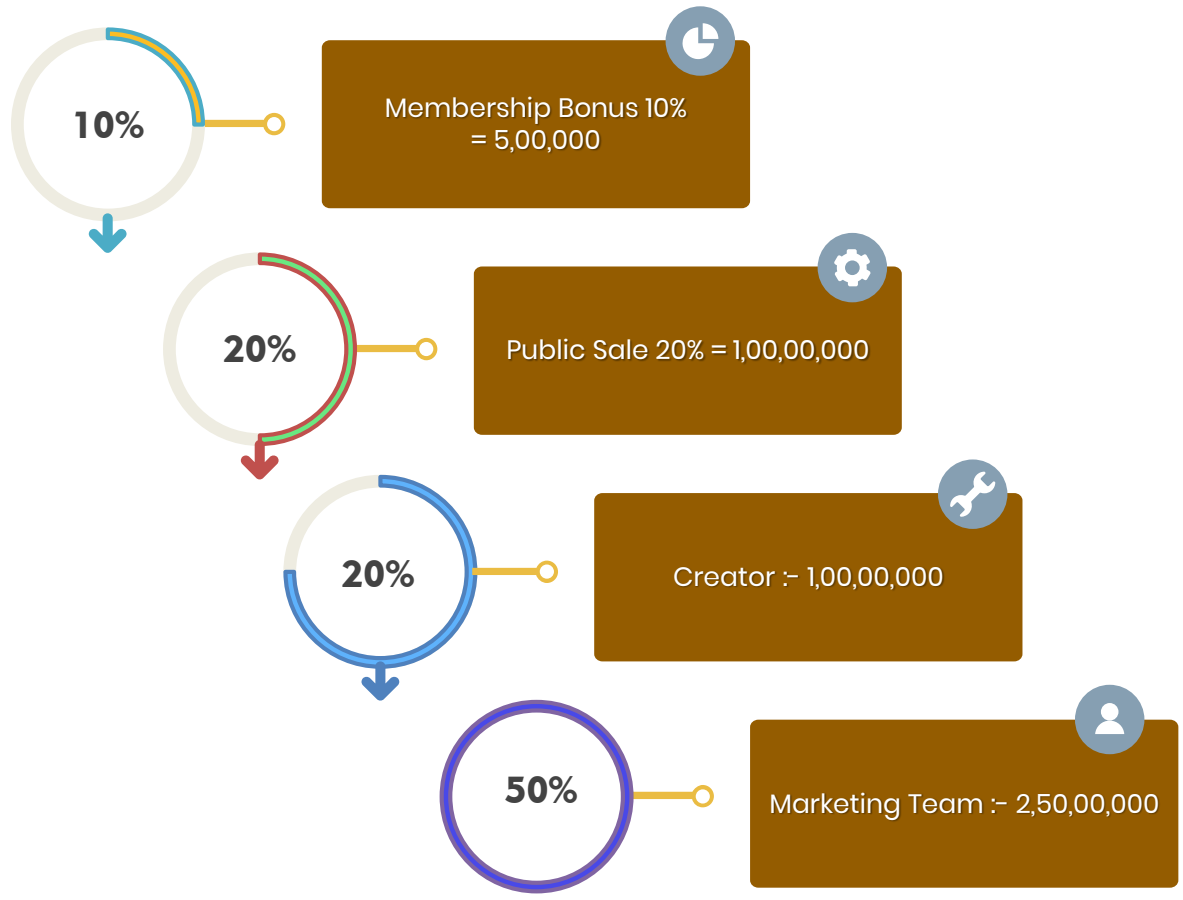 10%
Membership Bonus 10%
= 5,00,000
20%
Public Sale 20% = 1,00,00,000
20%
Creator :- 1,00,00,000
50%
Marketing Team :- 2,50,00,000